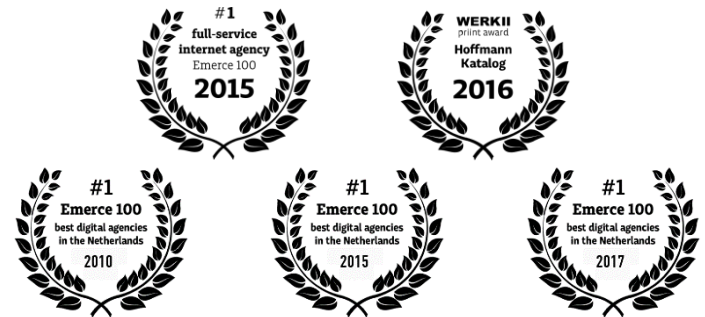 #1
full-service
internet agency
Emerce 100
2015
WERKII
priint award
Hoffmann
Katalog
2016
#1
Emerce 100
best digital agencies
in the Netherlands
2010
#1
Emerce 100
best digital agencies
in the Netherlands
2015
#1
Emerce 100
best digital agencies
in the Netherlands
2017